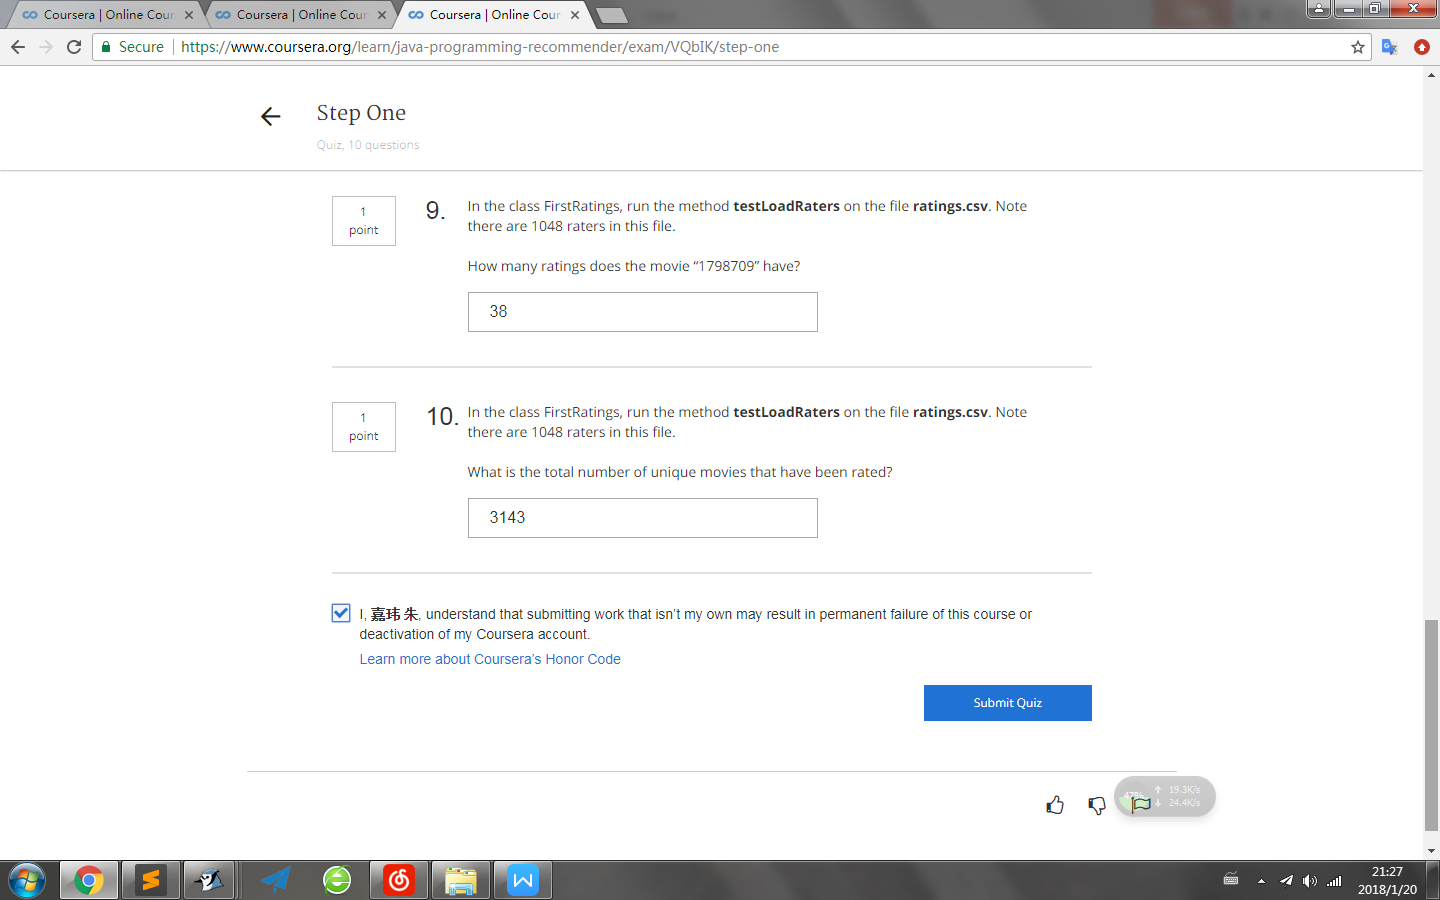 Coursera | Online Cour
Coursera | Online Cour
Coursera | Online Cour
Secure
https://www.coursera.org/learn/java-programming-recommender/exam/VQbIK/step-one
Step One
Quiz, 10 questions
1
point
9.
In the class FirstRatings, run the method testLoadRaters on the file ratings.csv. Note
there are 1048 raters in this file.
How many ratings does the movie “1798709” have?
38
1
point
10.
In the class FirstRatings, run the method testLoadRaters on the file ratings.csv. Note
there are 1048 raters in this file.
What is the total number of unique movies that have been rated?
3143
I, 嘉玮 朱, understand that submitting work that isn’t my own may result in permanent failure of this course or
deactivation of my Coursera account.
Learn more about Coursera’s Honor Code
Submit Quiz
47%
19.3K/s
24.4K/s
21:27
2018/1/20